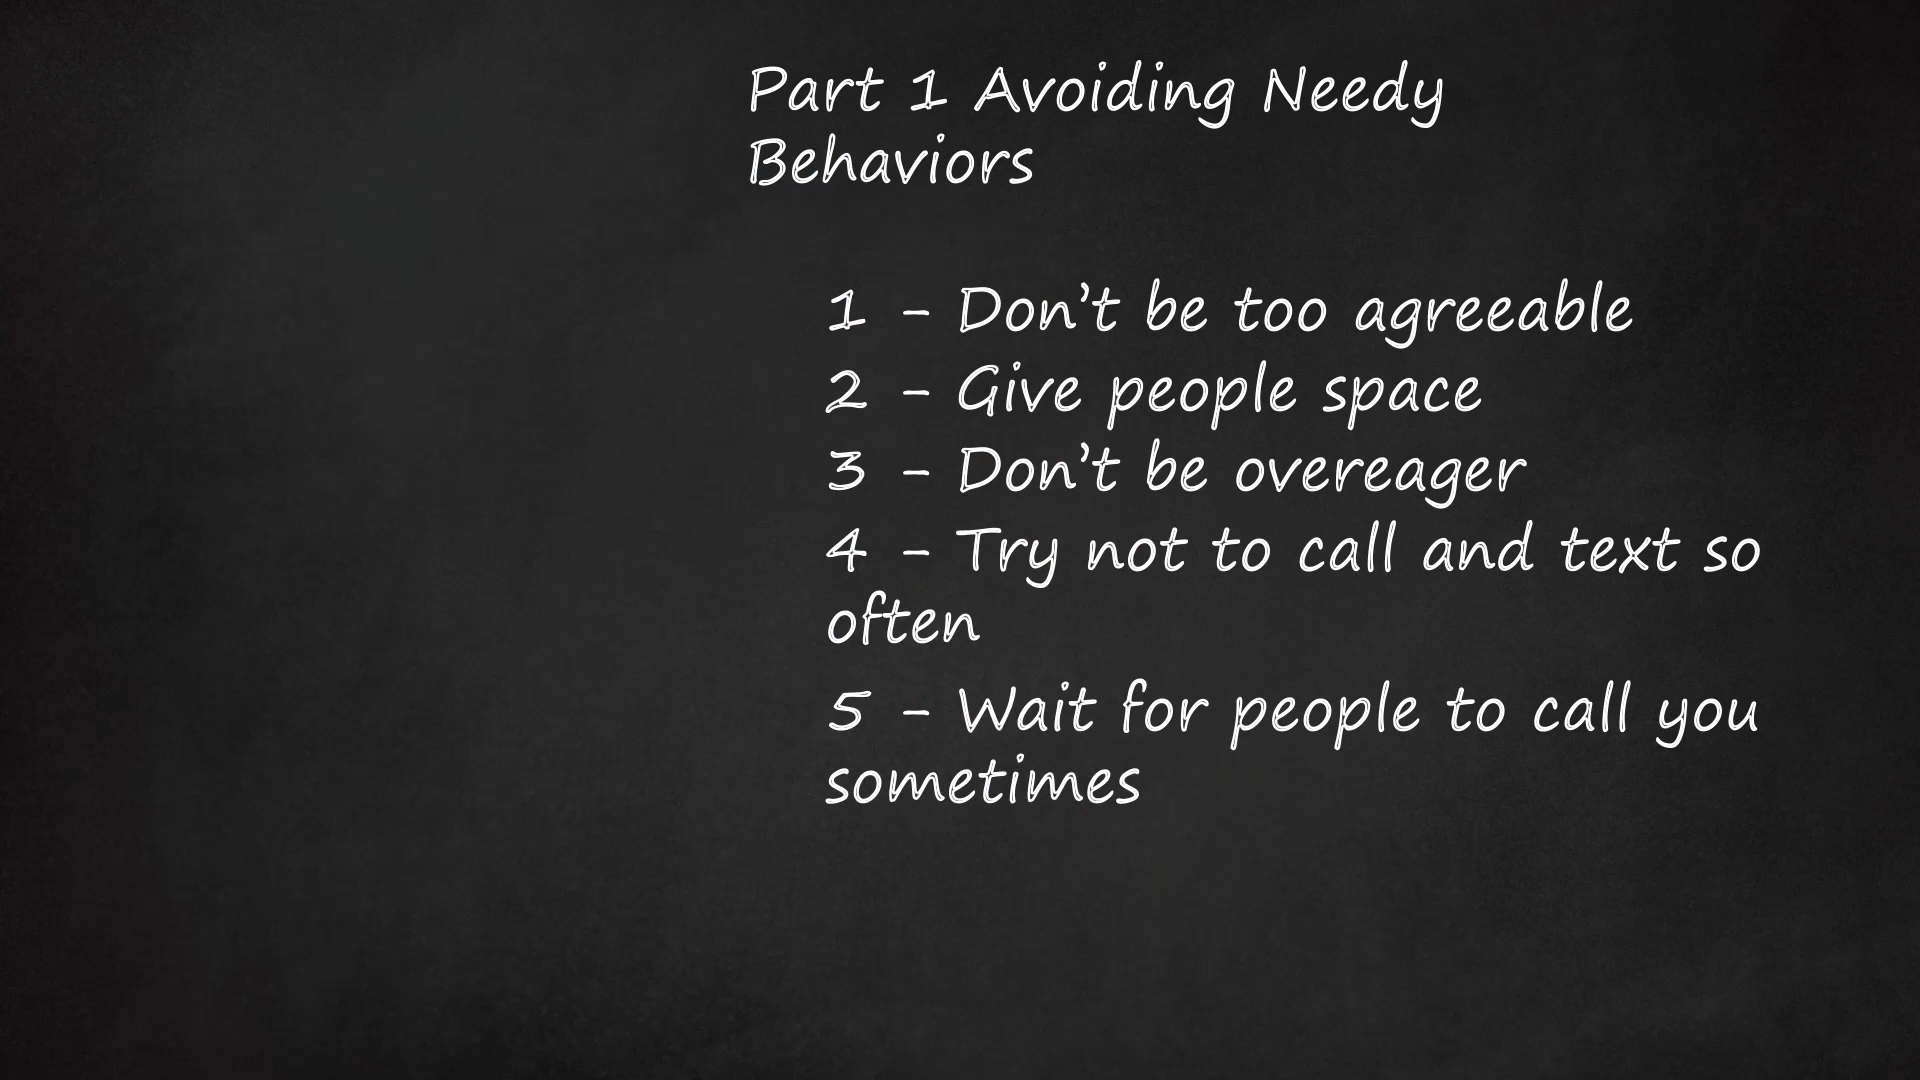 Part 1 Avoiding Needy
Behaviors
1 - Don’t be too agreeable
2 - Give people space
3 - Don’t be overeager
4 - Try not to call and text so
often
5 - Wait for people to call you
sometimes